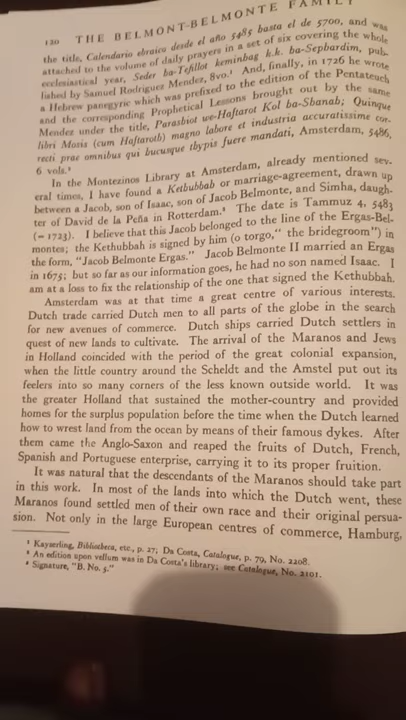 120 THE BELMONT-BELMONTE FAMILY
the title, Calendario ebraico desde el año 5485 basta el de 5700, and was
attached to the volume of daily prayers in a set of six covering the whole
ecclesiastical year, Seder ha-Tefillot keminhag k.k. ba-Sephardim, pub-
lished by Samuel Rodriguez Mendez, 8vo.¹ And, finally, in 1726 he wrote
a Hebrew panegyric which was prefixed to the edition of the Pentateuch
and the corresponding Prophetical Lessons brought out by the same
Mendez under the title, Parashiot we-Haftarot Kol ba-Shanab; Quinque
libri Mosis (cum Haftaroth) magno labore et industria accuratissime cor-
recti prae omnibus qui bucusque thypis fuere mandati, Amsterdam, 5486,
6 vols.²
In the Montezinos Library at Amsterdam, already mentioned sev-
eral times, I have found a Kethubbah or marriage-agreement, drawn up
between a Jacob, son of Isaac, son of Jacob Belmonte, and Simha, daugh-
ter of David de la Peña in Rotterdam.³ The date is Tammuz 4, 5483
(= 1723). I believe that this Jacob belonged to the line of the Ergas-Bel-
montes; the Kethubbah is signed by him (o torgo," the bridegroom") in
the form, "Jacob Belmonte Ergas." Jacob Belmonte II married an Ergas
in 1675; but so far as our information goes, he had no son named Isaac. I
am at a loss to fix the relationship of the one that signed the Kethubbah.
Amsterdam was at that time a great centre of various interests.
Dutch trade carried Dutch men to all parts of the globe in the search
for new avenues of commerce. Dutch ships carried Dutch settlers in
quest of new lands to cultivate. The arrival of the Maranos and Jews
in Holland coincided with the period of the great colonial expansion,
when the little country around the Scheldt and the Amstel put out its
feelers into so many corners of the less known outside world. It was
the greater Holland that sustained the mother-country and provided
homes for the surplus population before the time when the Dutch learned
how to wrest land from the ocean by means of their famous dykes. After
them came the Anglo-Saxon and reaped the fruits of Dutch, French,
Spanish and Portuguese enterprise, carrying it to its proper fruition.
It was natural that the descendants of the Maranos should take part
in this work. In most of the lands into which the Dutch went, these
Maranos found settled men of their own race and their original persua-
sion. Not only in the large European centres of commerce, Hamburg,
¹ Kayserling, Bibliotheca, etc., p. 27; Da Costa, Catalogue, p. 79, No. 2208.
² An edition upon vellum was in Da Costa's library; see Catalogue, No. 2101.
³ Signature, "B. No. 5."